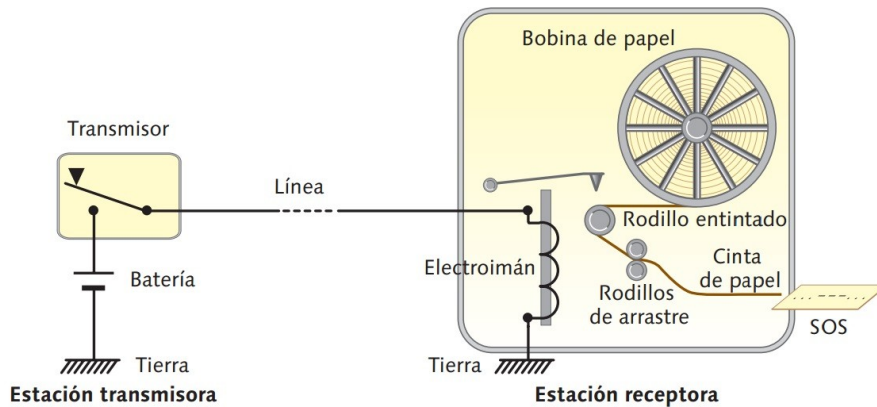 Bobina de papel
Transmisor
Línea
Rodillo entintado
Electroimán
Cinta
de papel
Batería
Rodillos
de arrastre
... --- ...
SOS
Tierra
Tierra
Estación transmisora
Estación receptora